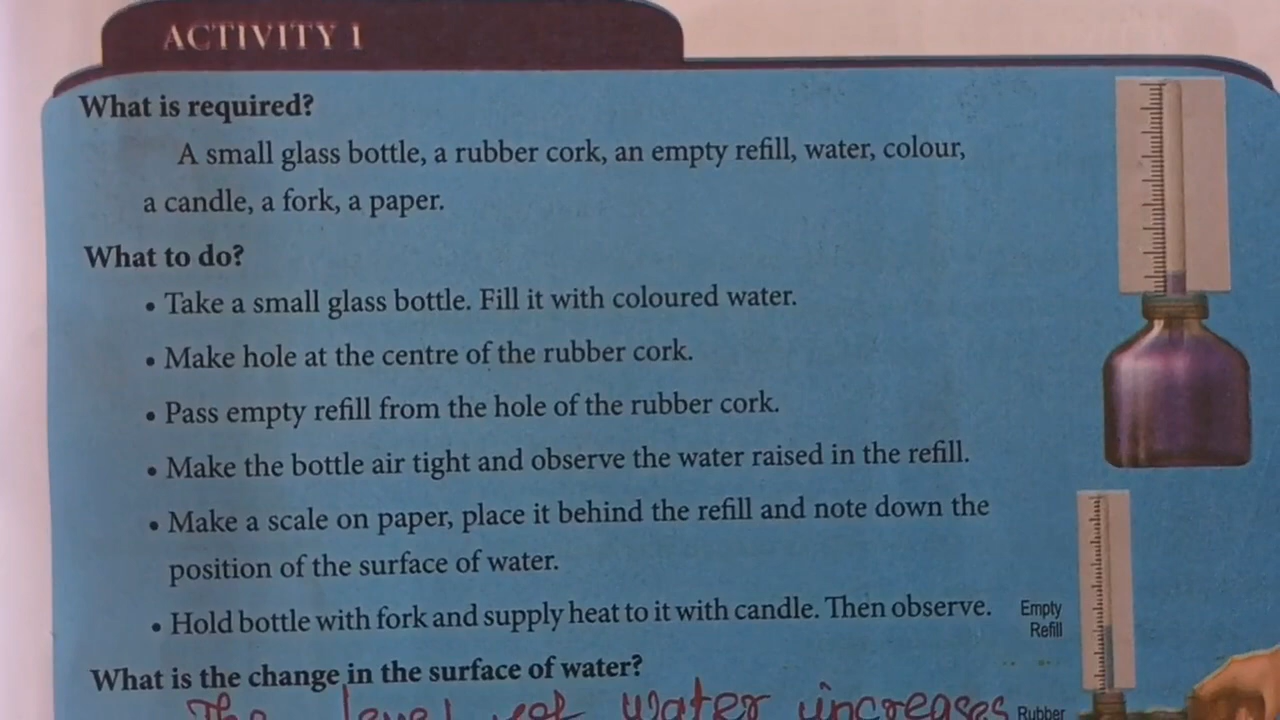 ACTIVITY 1
What is required?
A small glass bottle, a rubber cork, an empty refill, water, colour,
a candle, a fork, a paper.
What to do?
• Take a small glass bottle. Fill it with coloured water.
• Make hole at the centre of the rubber cork.
• Pass empty refill from the hole of the rubber cork.
• Make the bottle air tight and observe the water raised in the refill.
• Make a scale on paper, place it behind the refill and note down the
position of the surface of water.
• Hold bottle with fork and supply heat to it with candle. Then observe.
Empty
Refill
What is the change in the surface of water?
The level of water increases
Rubber